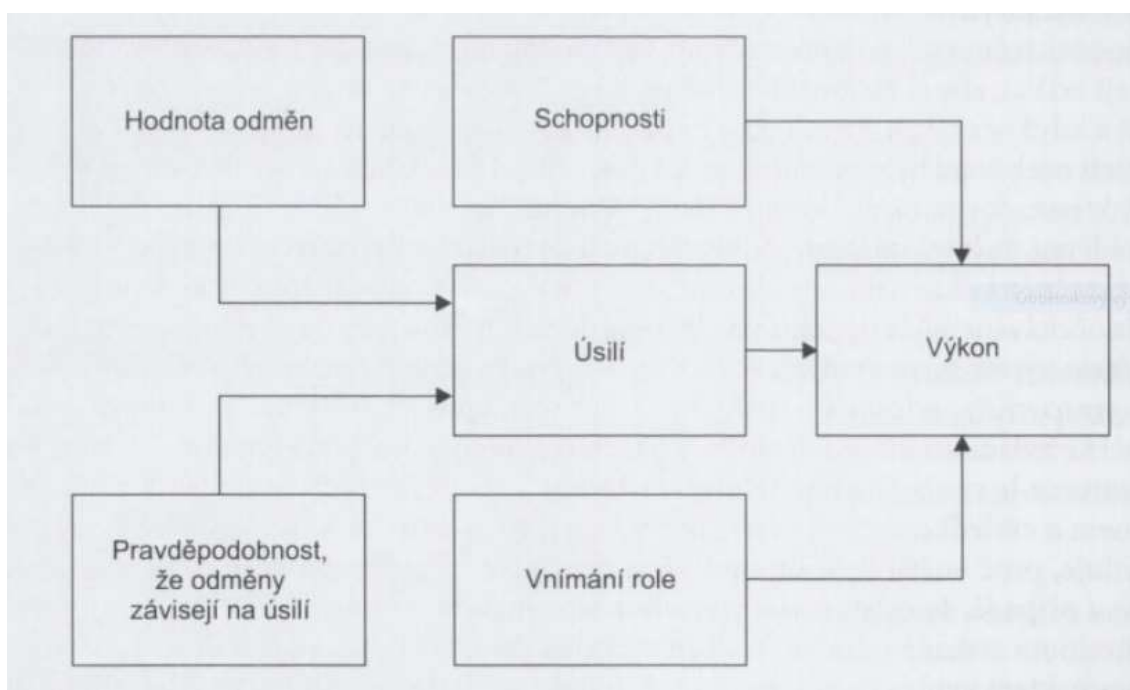 Hodnota odměn
Schopnosti
Úsilí
Výkon
Pravděpodobnost,
že odměny
závisejí na úsilí
Vnímání role